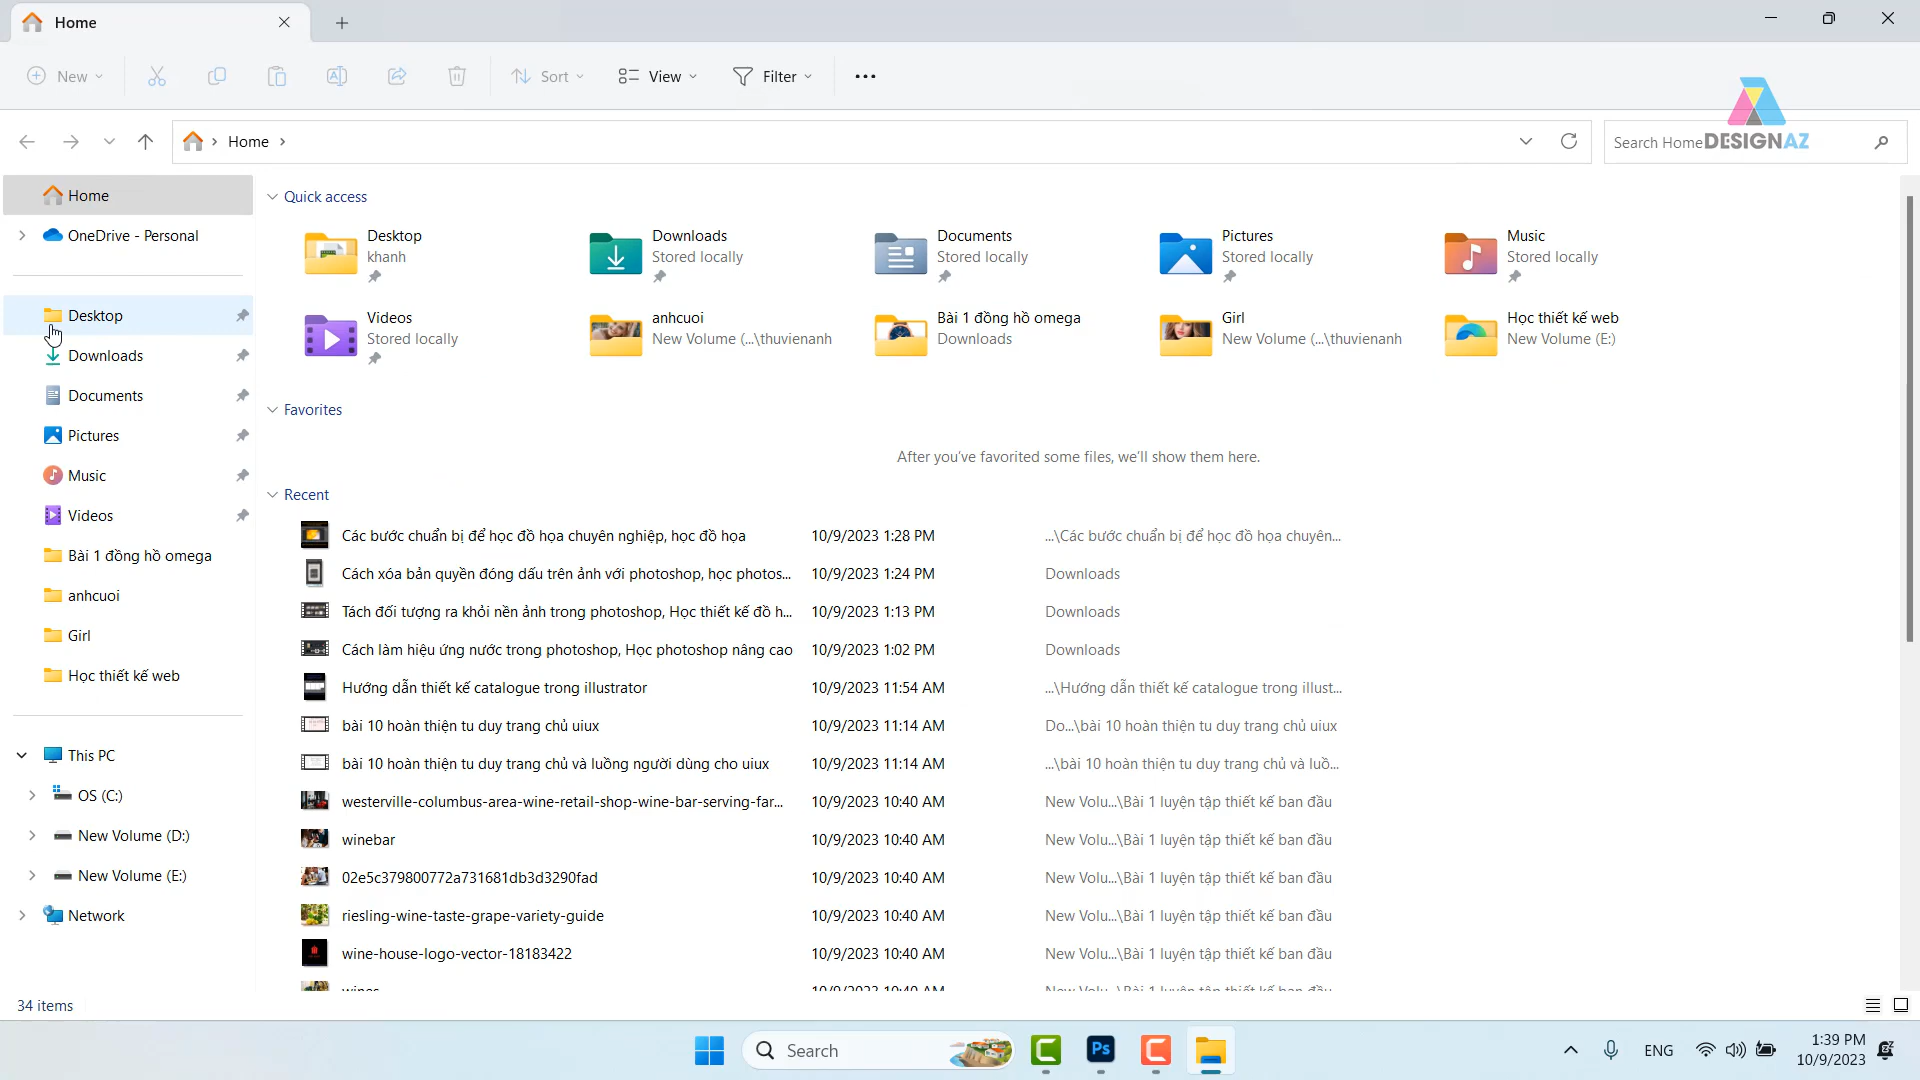 Home
New
Sort
View
Filter
Home
Search Home
DESIGNAZ
Home
OneDrive - Personal
Desktop
Downloads
Documents
Pictures
Music
Videos
Bài 1 đồng hồ omega
anhcuoi
Girl
Học thiết kế web
This PC
OS (C:)
New Volume (D:)
New Volume (E:)
Network
Quick access
Desktop
khanh
Downloads
Stored locally
Documents
Stored locally
Pictures
Stored locally
Music
Stored locally
Videos
Stored locally
anhcuoi
New Volume (...\thuvienanh
Bài 1 đồng hồ omega
Downloads
Girl
New Volume (...\thuvienanh
Học thiết kế web
New Volume (E:)
Favorites
After you've favorited some files, we'll show them here.
Recent
Các bước chuẩn bị để học đồ họa chuyên nghiệp, học đồ họa 10/9/2023 1:28 PM ...\Các bước chuẩn bị để học đồ họa chuyên...
Cách xóa bản quyền đóng dấu trên ảnh với photoshop, học photos... 10/9/2023 1:24 PM Downloads
Tách đối tượng ra khỏi nền ảnh trong photoshop, Học thiết kế đồ h... 10/9/2023 1:13 PM Downloads
Cách làm hiệu ứng nước trong photoshop, Học photoshop nâng cao 10/9/2023 1:02 PM Downloads
Hướng dẫn thiết kế catalogue trong illustrator 10/9/2023 11:54 AM ...\Hướng dẫn thiết kế catalogue trong illust...
bài 10 hoàn thiện tu duy trang chủ uiux 10/9/2023 11:14 AM Do...\bài 10 hoàn thiện tu duy trang chủ uiux
bài 10 hoàn thiện tu duy trang chủ và luồng người dùng cho uiux 10/9/2023 11:14 AM ...\bài 10 hoàn thiện tu duy trang chủ và luồ...
westerville-columbus-area-wine-retail-shop-wine-bar-serving-far... 10/9/2023 10:40 AM New Volu...\Bài 1 luyện tập thiết kế ban đầu
winebar 10/9/2023 10:40 AM New Volu...\Bài 1 luyện tập thiết kế ban đầu
02e5c379800772a731681db3d3290fad 10/9/2023 10:40 AM New Volu...\Bài 1 luyện tập thiết kế ban đầu
riesling-wine-taste-grape-variety-guide 10/9/2023 10:40 AM New Volu...\Bài 1 luyện tập thiết kế ban đầu
wine-house-logo-vector-18183422 10/9/2023 10:40 AM New Volu...\Bài 1 luyện tập thiết kế ban đầu
wines 10/9/2023 10:40 AM New Volu...\Bài 1 luyện tập thiết kế ban đầu
34 items
Search
Ps
ENG
1:39 PM
10/9/2023